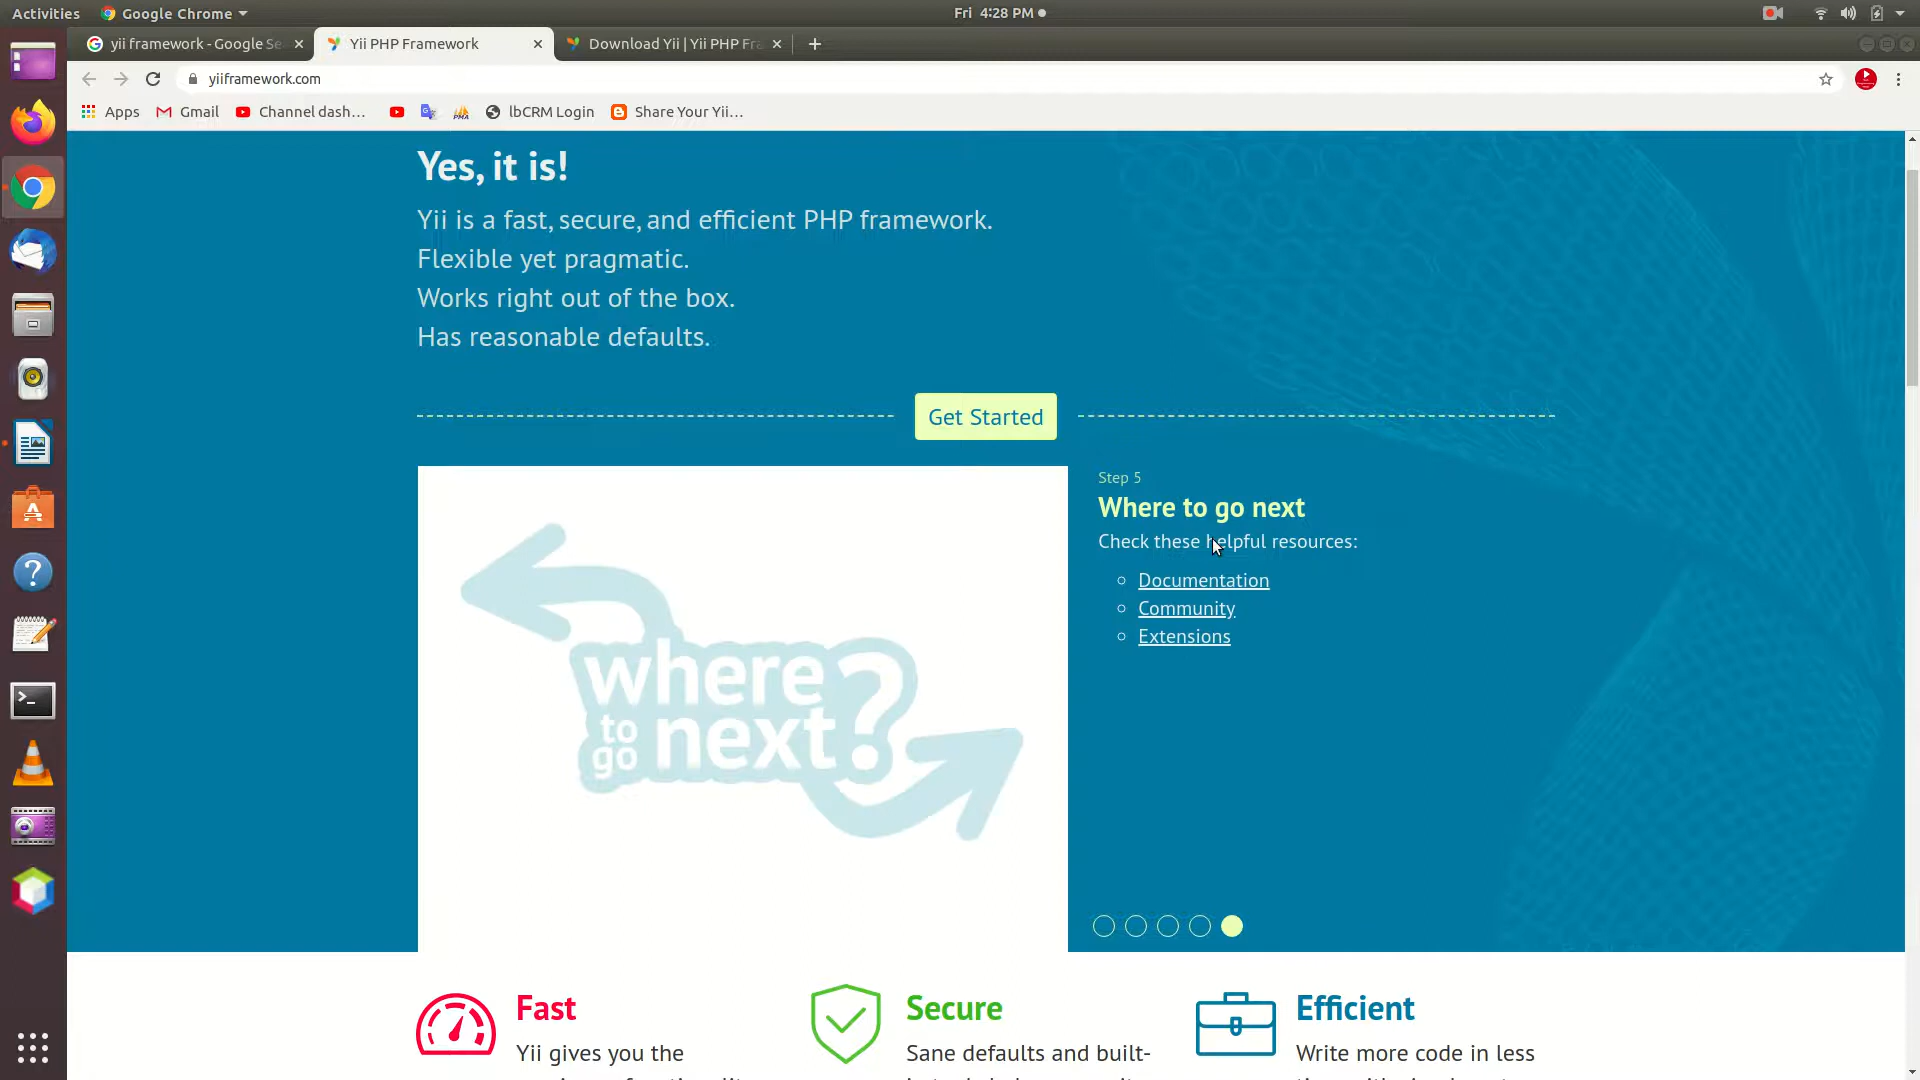 Activities
Google Chrome
Fri 4:28 PM
yii framework - Google Se
Yii PHP Framework
Download Yii | Yii PHP Fra
yiiframework.com
Apps
Gmail
Channel dash...
PMA
lbCRM Login
Share Your Yii...
Yes, it is!
Yii is a fast, secure, and efficient PHP framework.
Flexible yet pragmatic.
Works right out of the box.
Has reasonable defaults.
Get Started
Step 5
Where to go next
Check these helpful resources:
Documentation
Community
Extensions
where
to
go next?
Fast
Yii gives you the
Secure
Sane defaults and built-
Efficient
Write more code in less